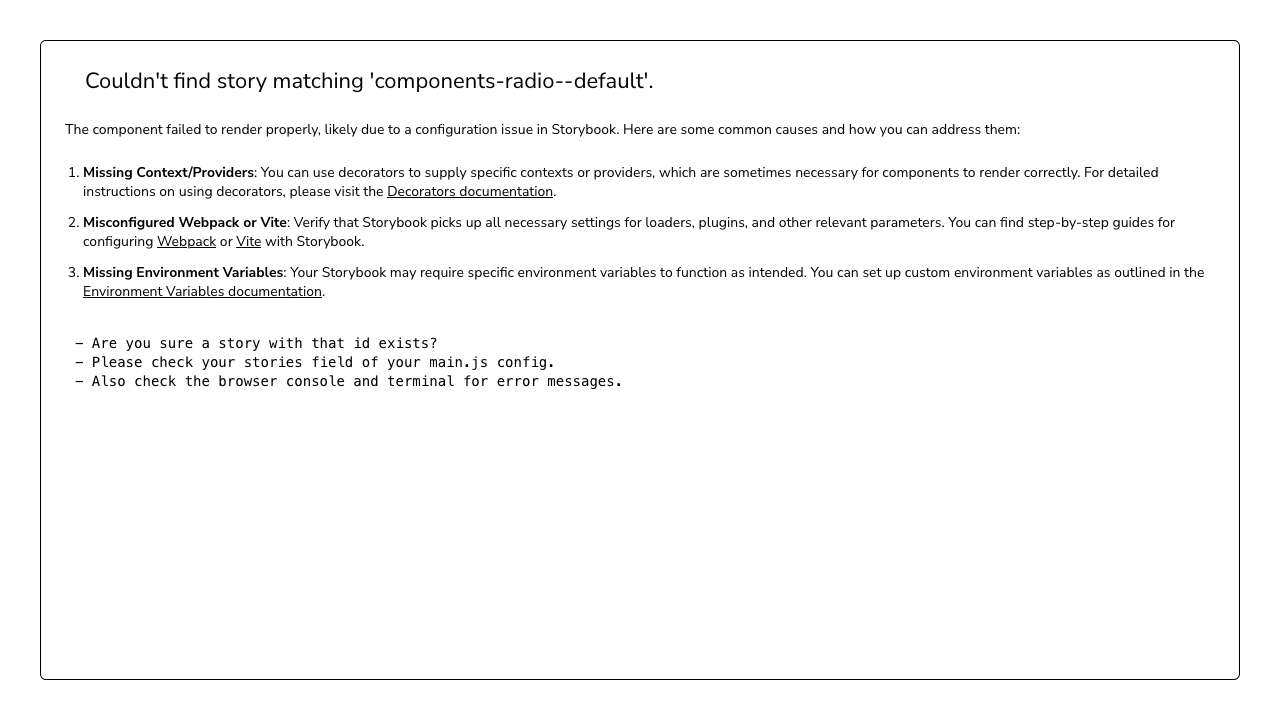 Couldn't find story matching 'components-radio--default'.
The component failed to render properly, likely due to a configuration issue in Storybook. Here are some common causes and how you can address them:
1. Missing Context/Providers: You can use decorators to supply specific contexts or providers, which are sometimes necessary for components to render correctly. For detailed
instructions on using decorators, please visit the Decorators documentation.
2. Misconfigured Webpack or Vite: Verify that Storybook picks up all necessary settings for loaders, plugins, and other relevant parameters. You can find step-by-step guides for
configuring Webpack or Vite with Storybook.
3. Missing Environment Variables: Your Storybook may require specific environment variables to function as intended. You can set up custom environment variables as outlined in the
Environment Variables documentation.
- Are you sure a story with that id exists?
- Please check your stories field of your main.js config.
- Also check the browser console and terminal for error messages.